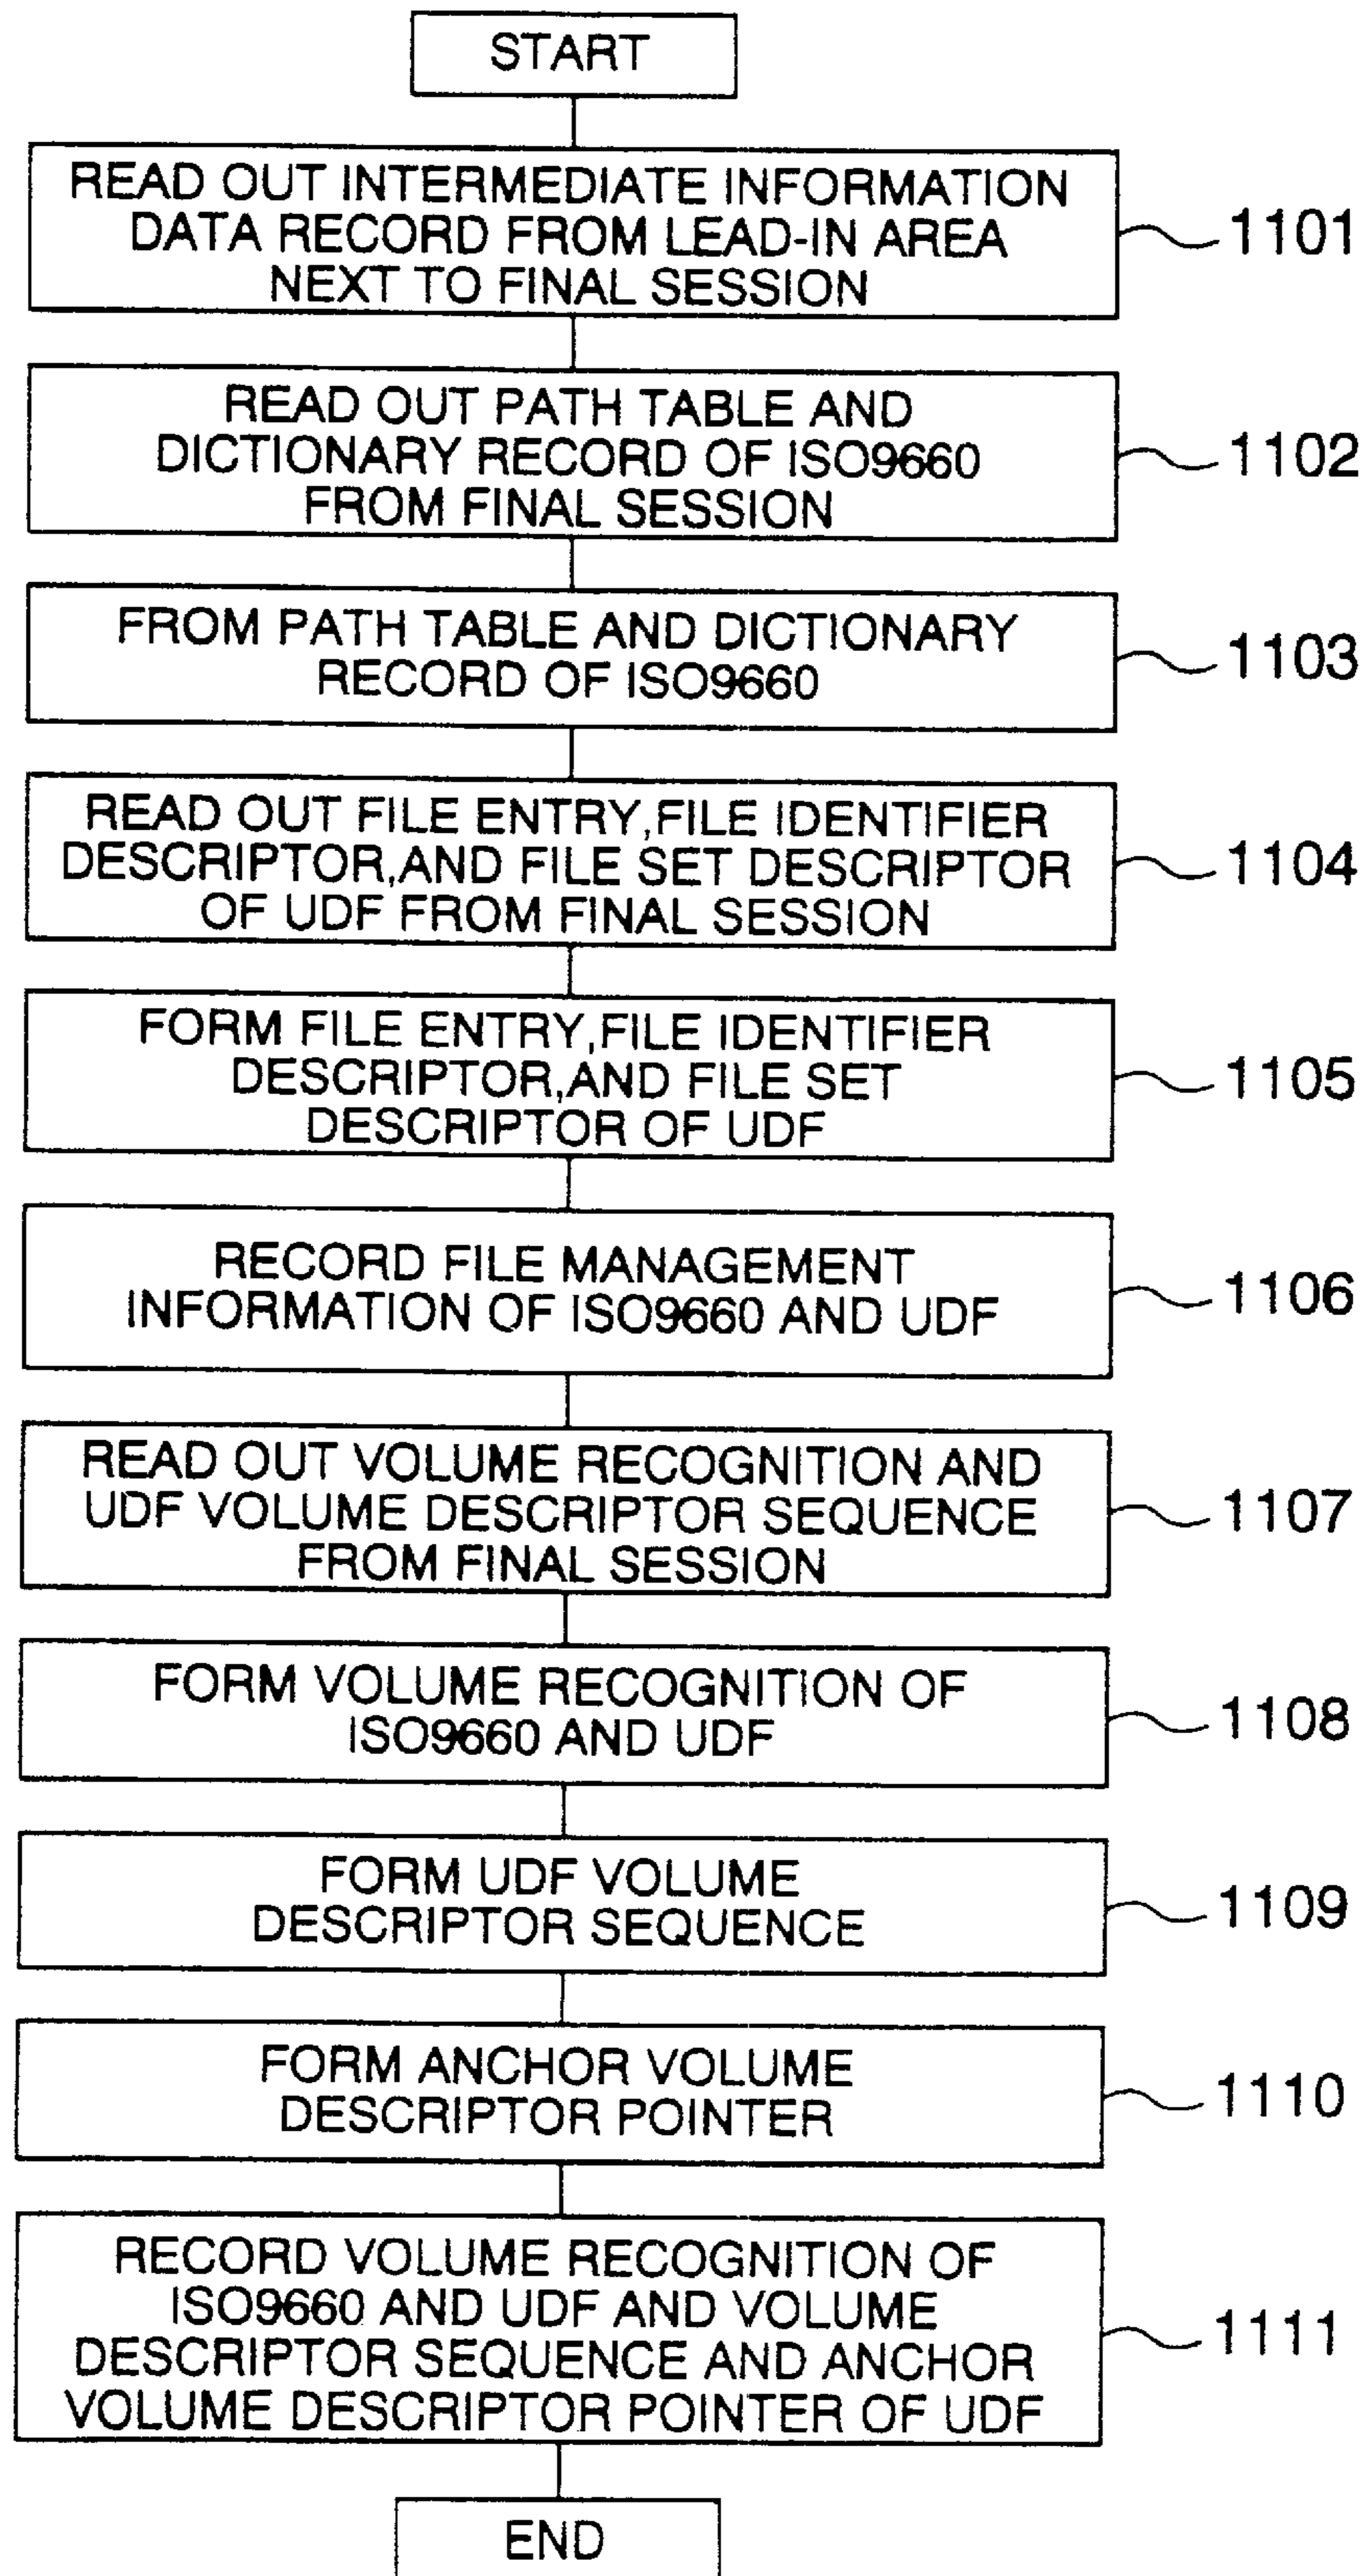 START
READ OUT INTERMEDIATE INFORMATION
DATA RECORD FROM LEAD-IN AREA
NEXT TO FINAL SESSION
1101
READ OUT PATH TABLE AND
DICTIONARY RECORD OF ISO9660
FROM FINAL SESSION
1102
FROM PATH TABLE AND DICTIONARY
RECORD OF ISO9660
1103
READ OUT FILE ENTRY,FILE IDENTIFIER
DESCRIPTOR,AND FILE SET DESCRIPTOR
OF UDF FROM FINAL SESSION
1104
FORM FILE ENTRY,FILE IDENTIFIER
DESCRIPTOR,AND FILE SET
DESCRIPTOR OF UDF
1105
RECORD FILE MANAGEMENT
INFORMATION OF ISO9660 AND UDF
1106
READ OUT VOLUME RECOGNITION AND
UDF VOLUME DESCRIPTOR SEQUENCE
FROM FINAL SESSION
1107
FORM VOLUME RECOGNITION OF
ISO9660 AND UDF
1108
FORM UDF VOLUME
DESCRIPTOR SEQUENCE
1109
FORM ANCHOR VOLUME
DESCRIPTOR POINTER
1110
RECORD VOLUME RECOGNITION OF
ISO9660 AND UDF AND VOLUME
DESCRIPTOR SEQUENCE AND ANCHOR
VOLUME DESCRIPTOR POINTER OF UDF
1111
END